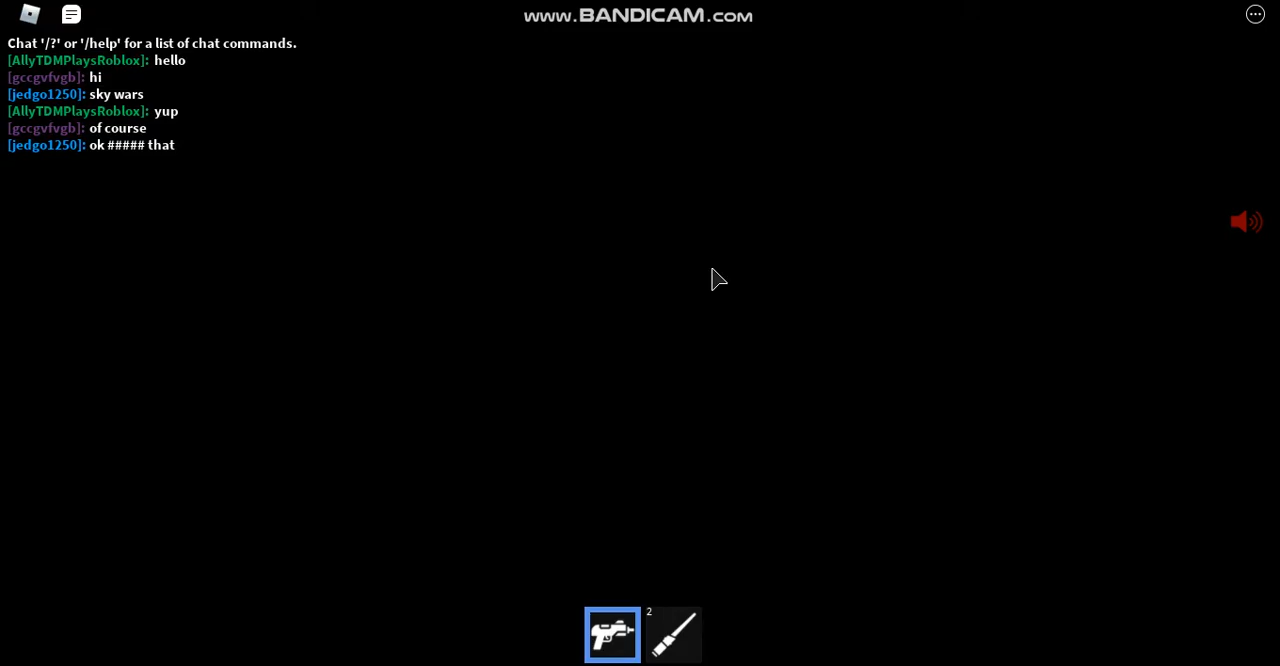 www.BANDICAM.com
Chat '/?' or '/help' for a list of chat commands.
[AllyTDMPlaysRoblox]: hello
[gccgvfvgb]: hi
[jedgo1250]: sky wars
[AllyTDMPlaysRoblox]: yup
[gccgvfvgb]: of course
[jedgo1250]: ok ##### that
2